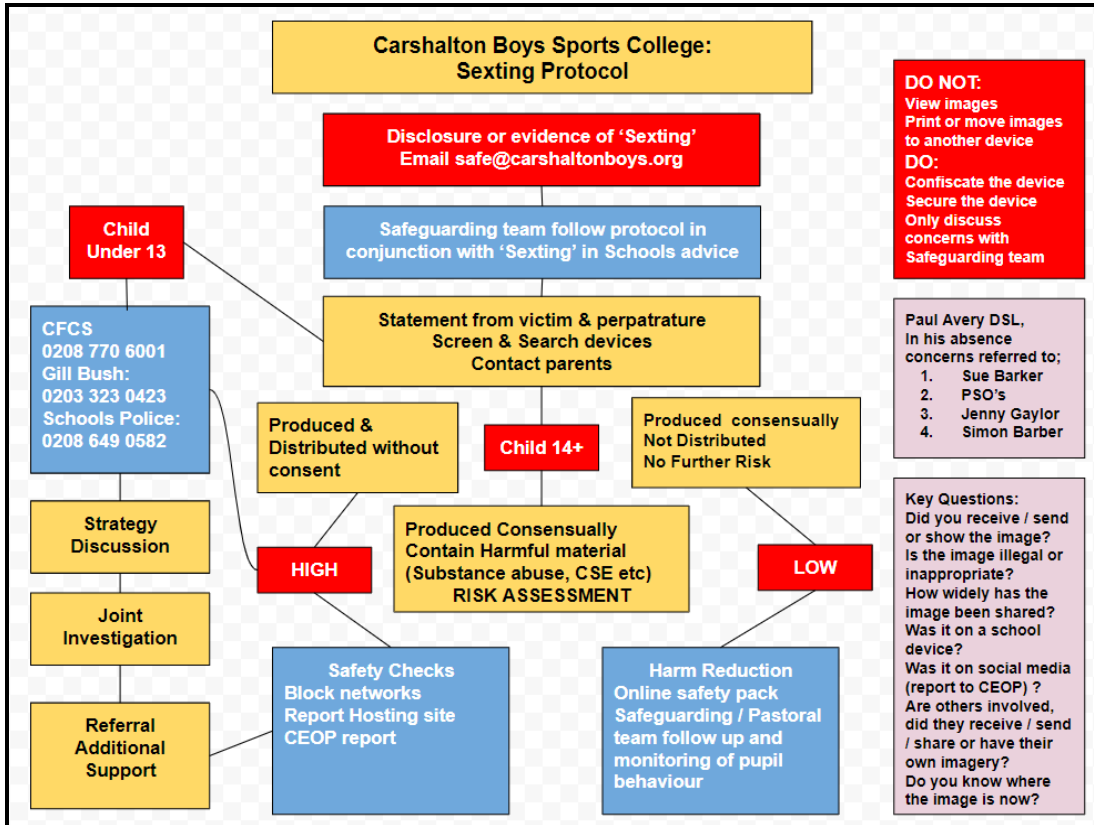 Carshalton Boys Sports College:
Sexting Protocol
Disclosure or evidence of ‘Sexting’
Email safe@carshaltonboys.org
Safeguarding team follow protocol in
conjunction with ‘Sexting’ in Schools advice
Statement from victim & perpatrature
Screen & Search devices
Contact parents
Child
Under 13
CFCS
0208 770 6001
Gill Bush:
0203 323 0423
Schools Police:
0208 649 0582
Strategy
Discussion
Joint
Investigation
Referral
Additional
Support
Produced &
Distributed without
consent
HIGH
Child 14+
Produced Consensually
Contain Harmful material
(Substance abuse, CSE etc)
RISK ASSESSMENT
Produced consensually
Not Distributed
No Further Risk
LOW
Safety Checks
Block networks
Report Hosting site
CEOP report
Harm Reduction
Online safety pack
Safeguarding / Pastoral
team follow up and
monitoring of pupil
behaviour
DO NOT:
View images
Print or move images
to another device
DO:
Confiscate the device
Secure the device
Only discuss
concerns with
Safeguarding team
Paul Avery DSL,
In his absence
concerns referred to;
1. Sue Barker
2. PSO's
3. Jenny Gaylor
4. Simon Barber
Key Questions:
Did you receive / send
or show the image?
Is the image illegal or
inappropriate?
How widely has the
image been shared?
Was it on a school
device?
Was it on social media
(report to CEOP) ?
Are others involved,
did they receive / send
/ share or have their
own imagery?
Do you know where
the image is now?